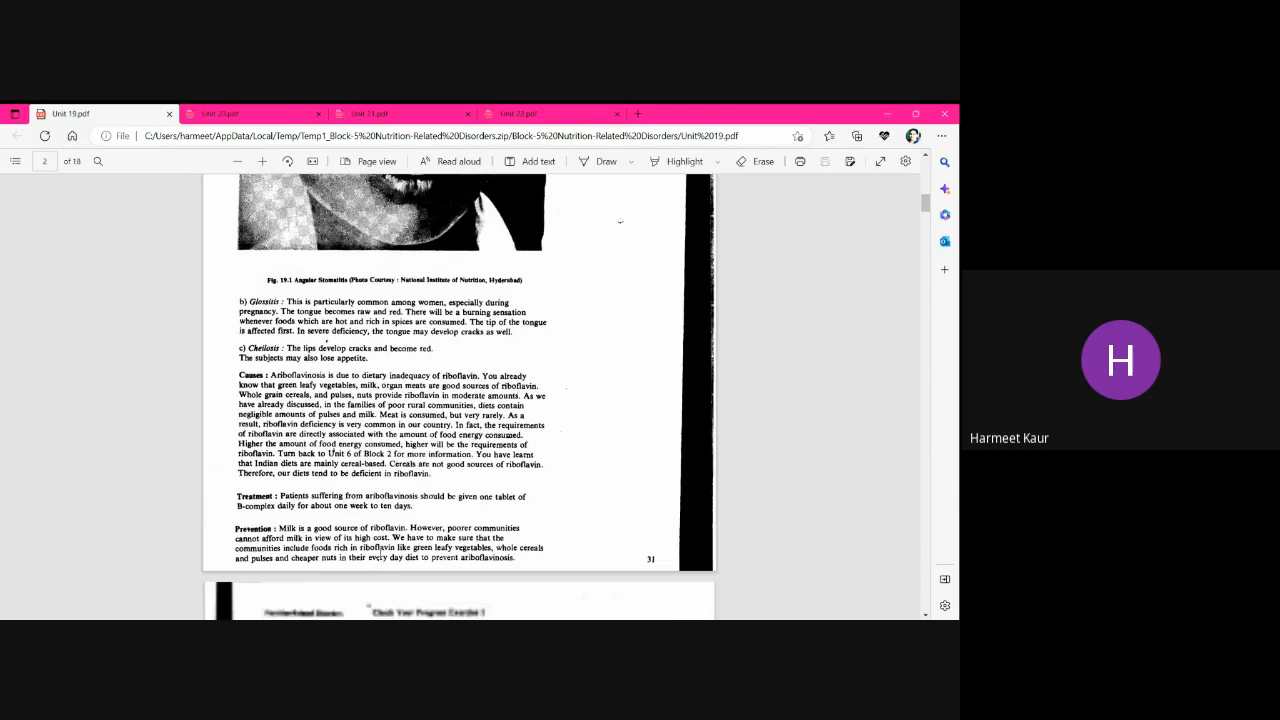 Unit 19.pdf
Unit 20.pdf
Unit 21.pdf
Unit 22.pdf
File
C:/Users/harmeet/AppData/Local/Temp/Temp1_Block-5%20Nutrition-Related%20Disorders.zip/Block-5%20Nutrition-Related%20Disorders/Unit%2019.pdf
2 of 18
Page view
Read aloud
Add text
Draw
Highlight
Erase
Fig. 19.1 Angular Stomatitis (Photo Courtesy : National Institute of Nutrition, Hyderabad)
b) Glossitis : This is particularly common among women, especially during
pregnancy. The tongue becomes raw and red. There will be a burning sensation
whenever foods which are hot and rich in spices are consumed. The tip of the tongue
is affected first. In severe deficiency, the tongue may develop cracks as well.
c) Cheilosis : The lips develop cracks and become red.
The subjects may also lose appetite.
Causes : Ariboflavinosis is due to dietary inadequacy of riboflavin. You already
know that green leafy vegetables, milk, organ meats are good sources of riboflavin.
Whole grain cereals, and pulses, nuts provide riboflavin in moderate amounts. As we
have already discussed, in the families of poor rural communities, diets contain
negligible amounts of pulses and milk. Meat is consumed, but very rarely. As a
result, riboflavin deficiency is very common in our country. In fact, the requirements
of riboflavin are directly associated with the amount of food energy consumed.
Higher the amount of food energy consumed, higher will be the requirements of
riboflavin. Turn back to Unit 6 of Block 2 for more information. You have learnt
that Indian diets are mainly cereal-based. Cereals are not good sources of riboflavin.
Therefore, our diets tend to be deficient in riboflavin.
Treatment : Patients suffering from ariboflavinosis should be given one tablet of
B-complex daily for about one week to ten days.
Prevention : Milk is a good source of riboflavin. However, poorer communities
cannot afford milk in view of its high cost. We have to make sure that the
communities include foods rich in riboflavin like green leafy vegetables, whole cereals
and pulses and cheaper nuts in their every day diet to prevent ariboflavinosis.
31
Check Your Progress Exercise 1
H
Harmeet Kaur